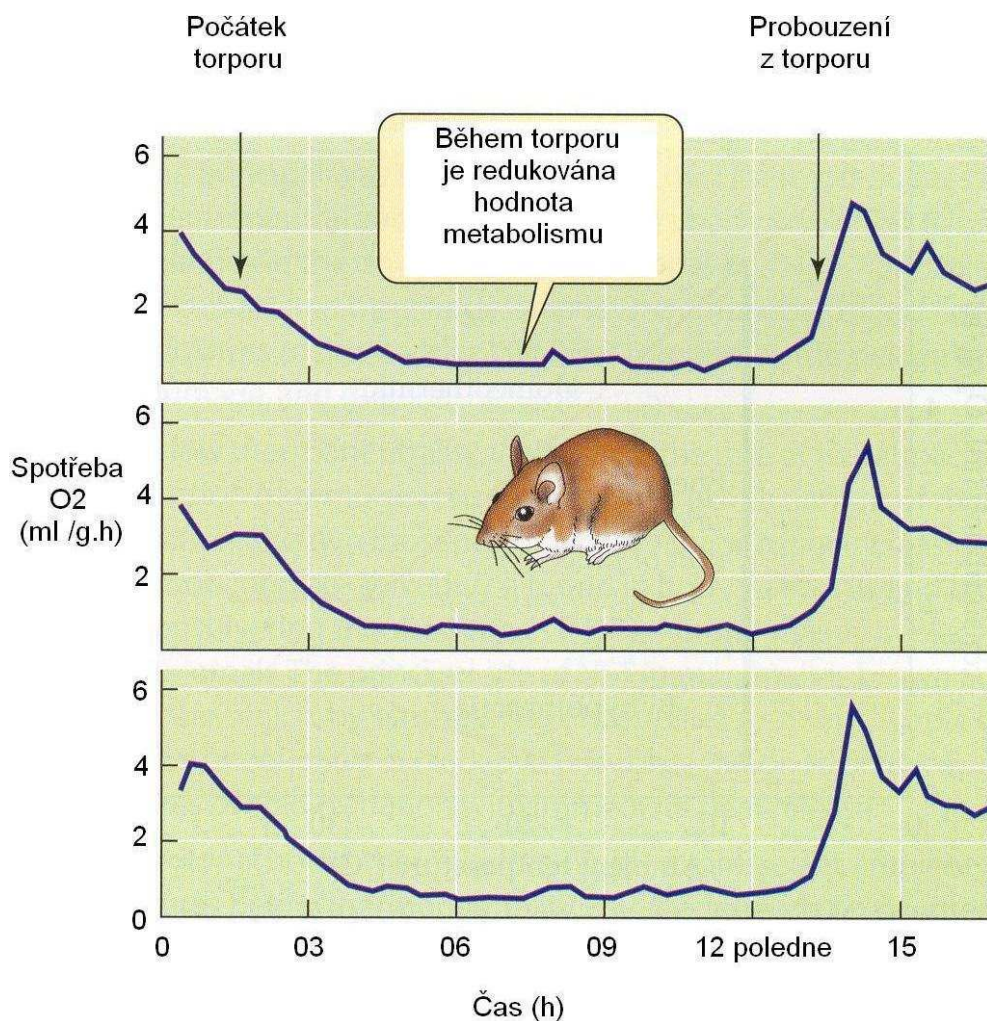 Počátek
torporu
Probouzení
z torporu
Během torporu
je redukována
hodnota
metabolismu
6
4
2
6
4
2
Spotřeba
O2
(ml /g.h)
6
4
2
0
0 03 06 09 12 poledne 15
Čas (h)